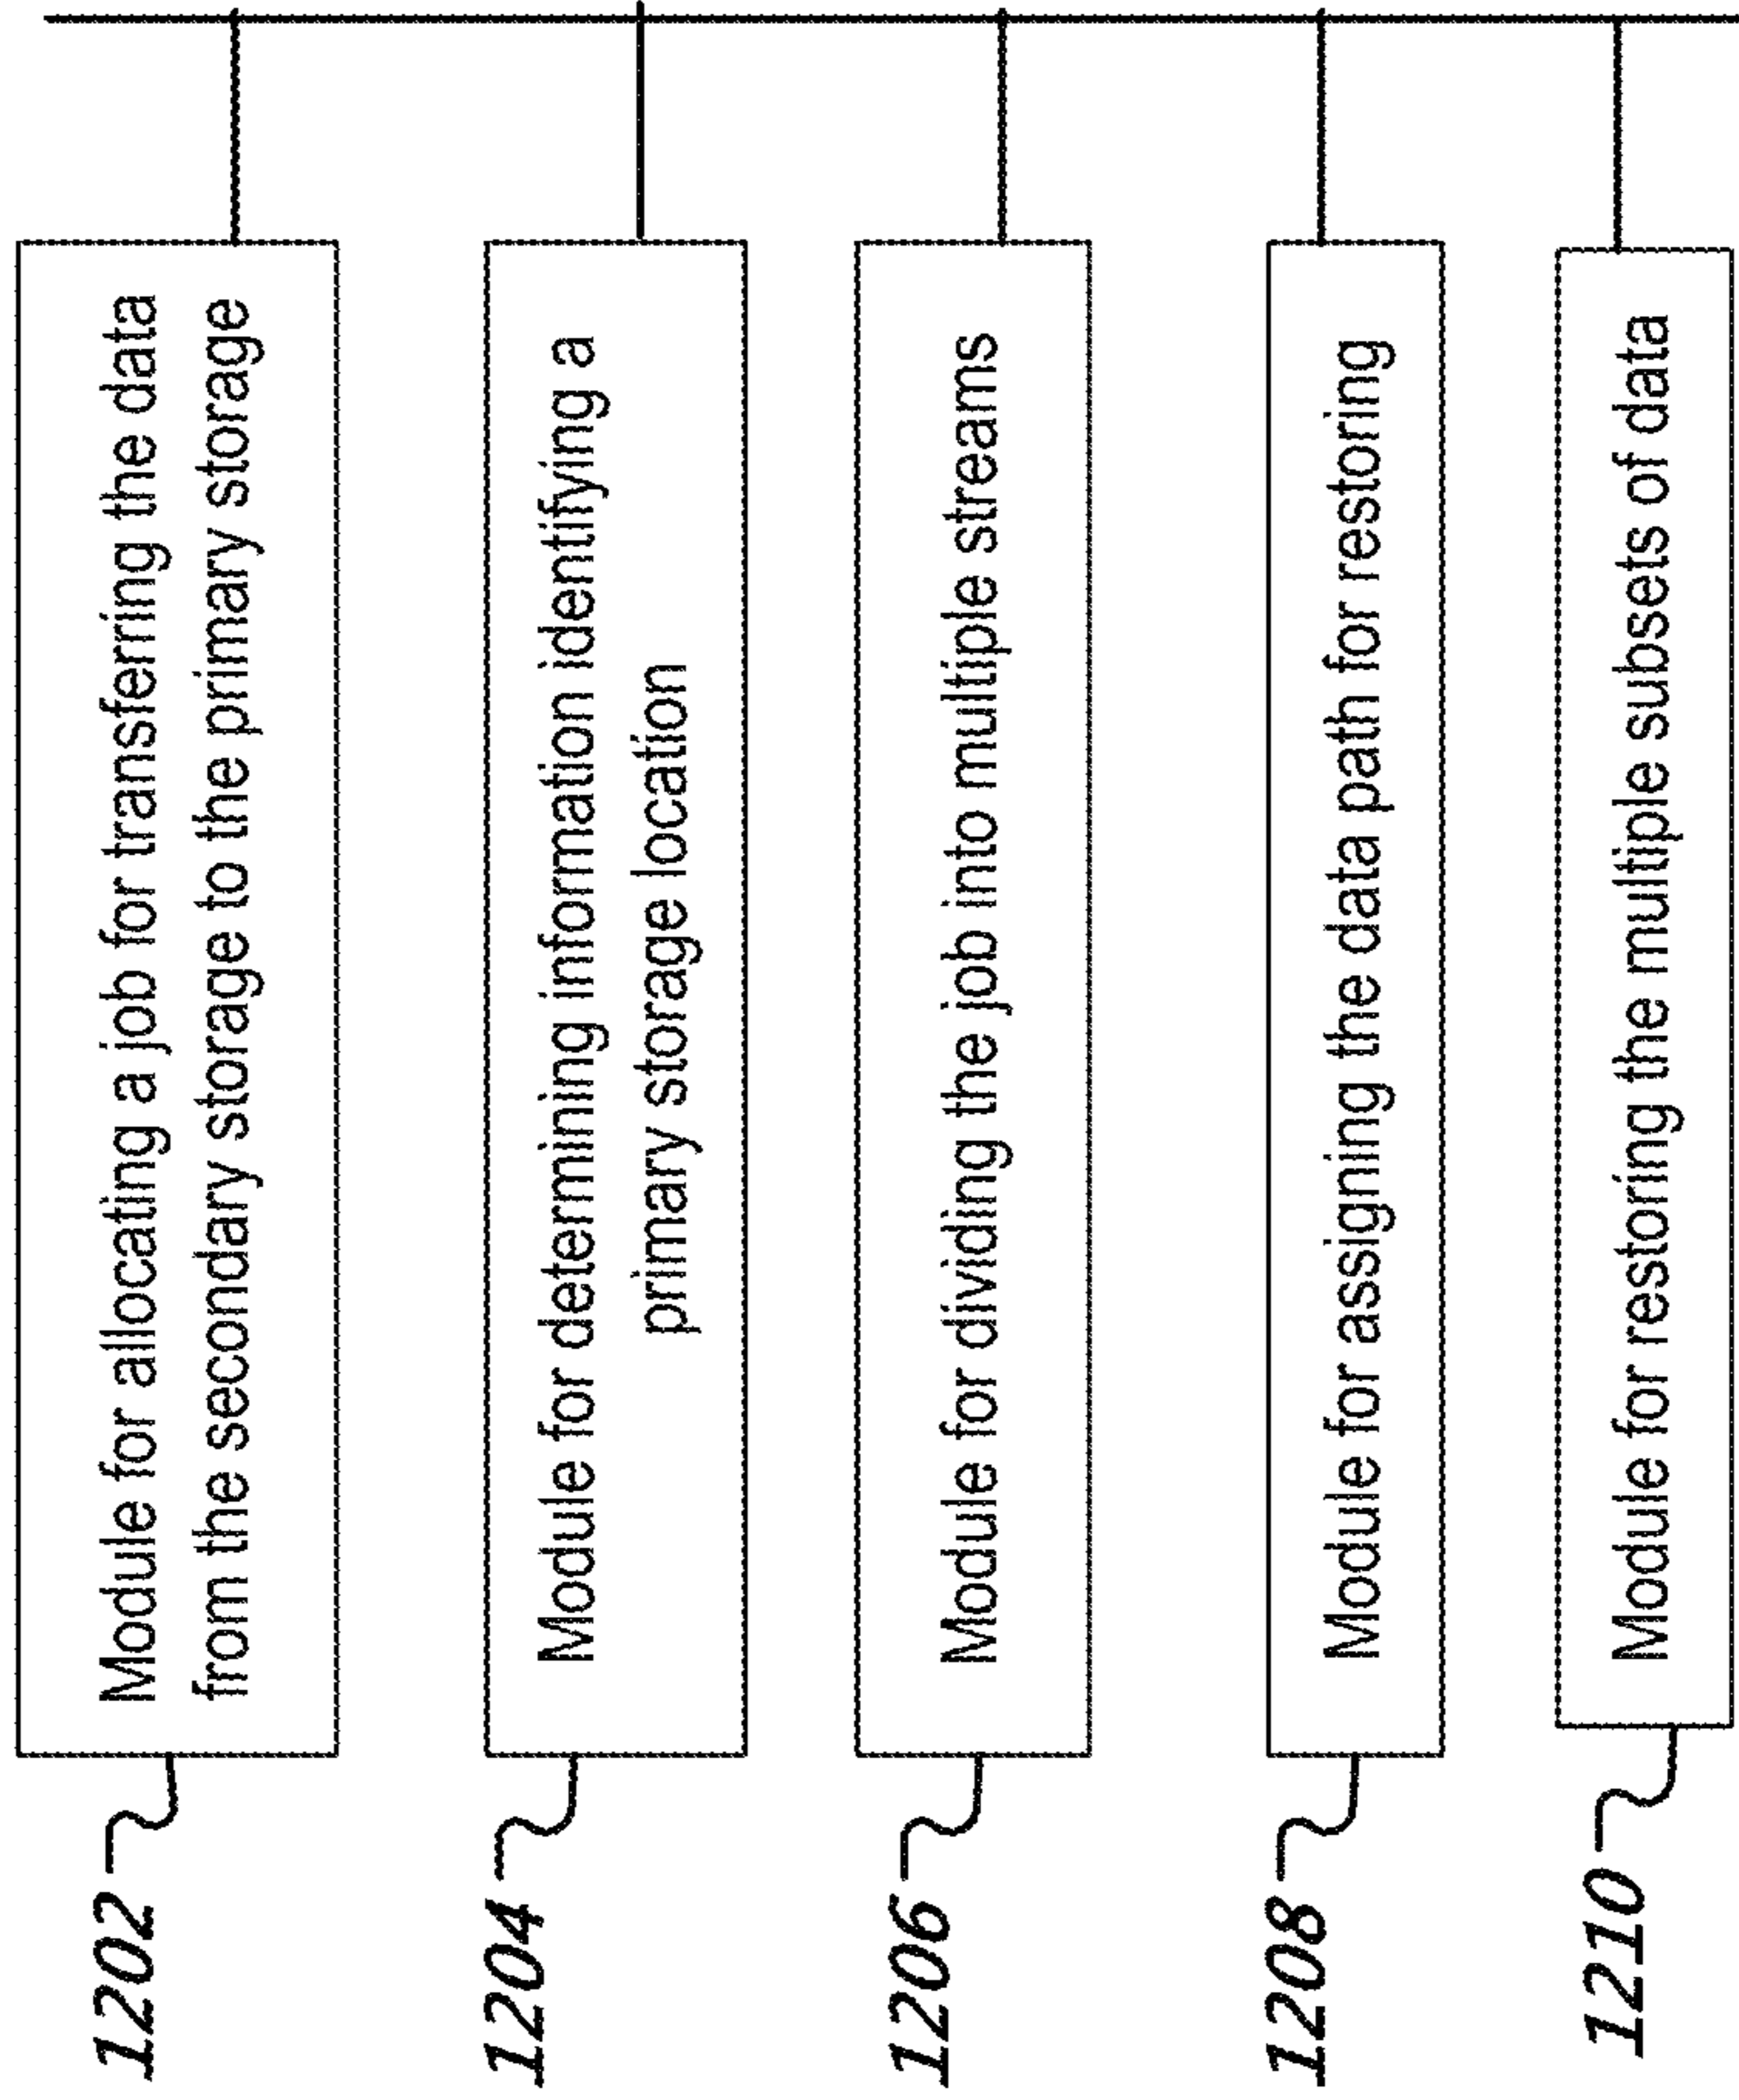 1202
Module for allocating a job for transferring the data
from the secondary storage to the primary storage
1204
Module for determining information identifying a
primary storage location
1206
Module for dividing the job into multiple streams
1208
Module for assigning the data path for restoring
1210
Module for restoring the multiple subsets of data